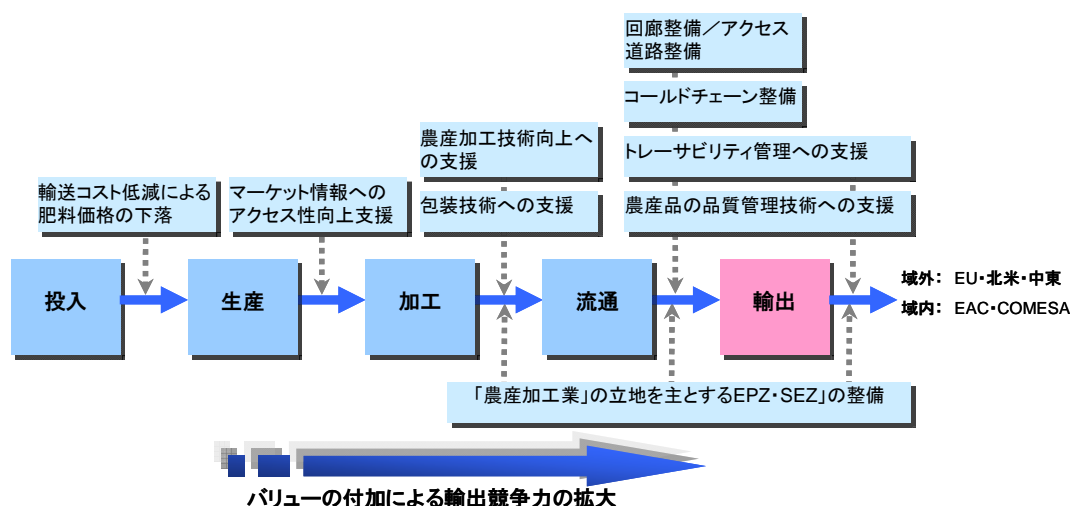 回廊整備／アクセス
道路整備
コールドチェーン整備
農産加工技術向上へ
の支援
トレーサビリティ管理への支援
輸送コスト低減による
肥料価格の下落
マーケット情報への
アクセス性向上支援
包装技術への支援
農産品の品質管理技術への支援
投入
生産
加工
流通
輸出
域外: EU・北米・中東
域内: EAC・COMESA
「農産加工業」の立地を主とするEPZ・SEZ」の整備
バリューの付加による輸出競争力の拡大